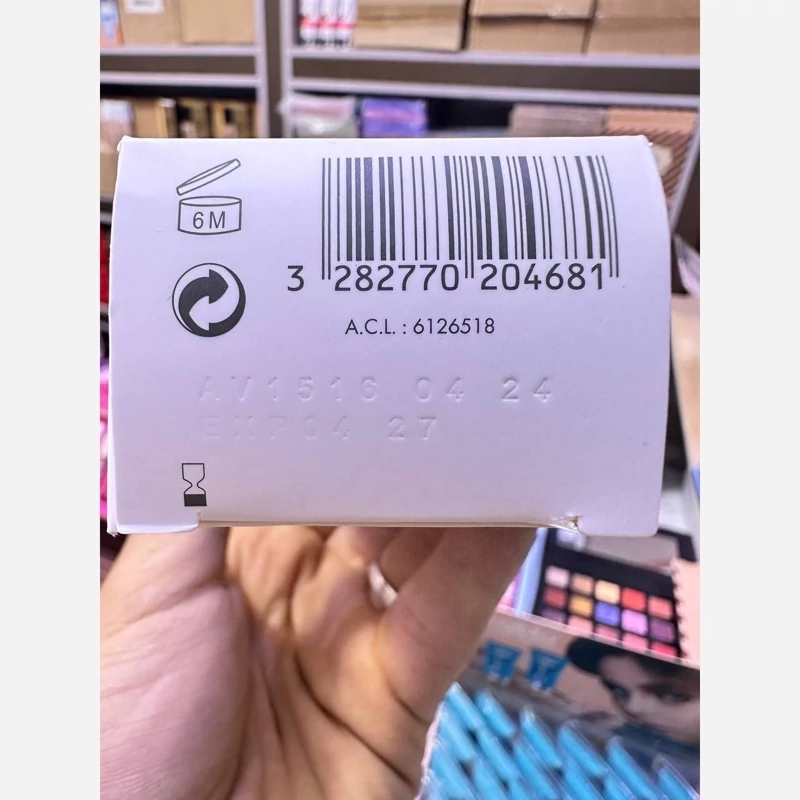 6M
3 282770 204681
A.C.L. : 6126518
AV1516 04 24
EXP04 27